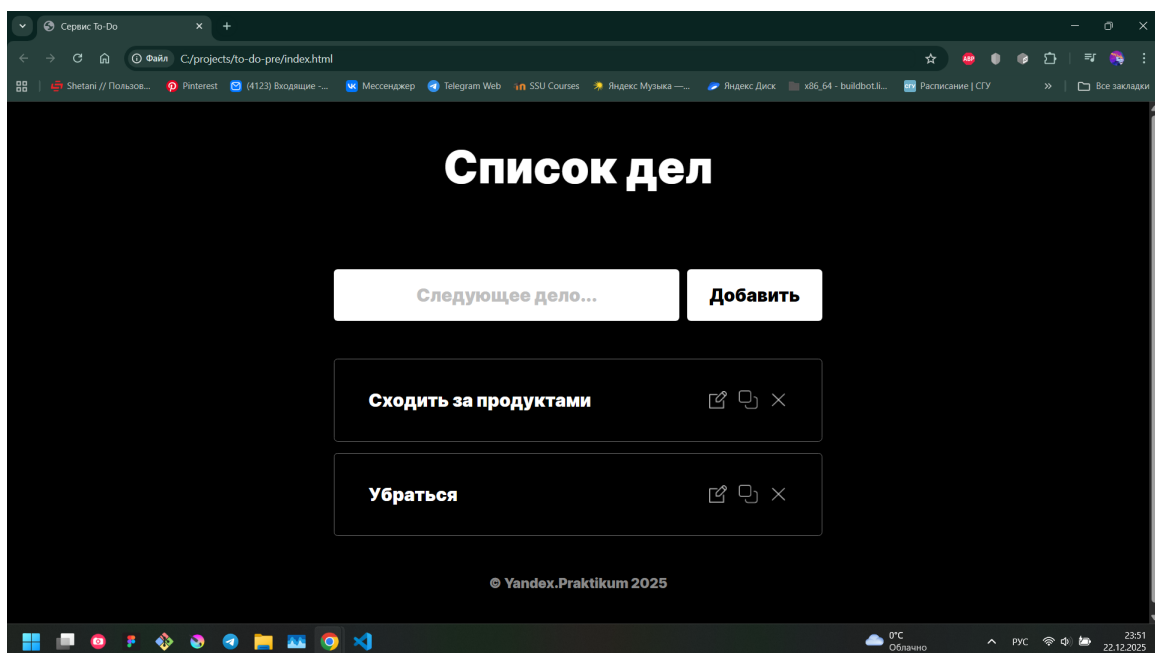 Сервис To-Do
Файл C:/projects/to-do-pre/index.html
ABP
Shetani // Пользов... Pinterest (4123) Входящие -... Мессенджер Telegram Web SSU Courses Яндекс Музыка —... Яндекс Диск x86_64 - buildbot.li... Расписание | СГУ » Все закладки
Список дел
Следующее дело... Добавить
Сходить за продуктами
Убраться
© Yandex.Praktikum 2025
0°C
Облачно
РУС
23:51
22.12.2025